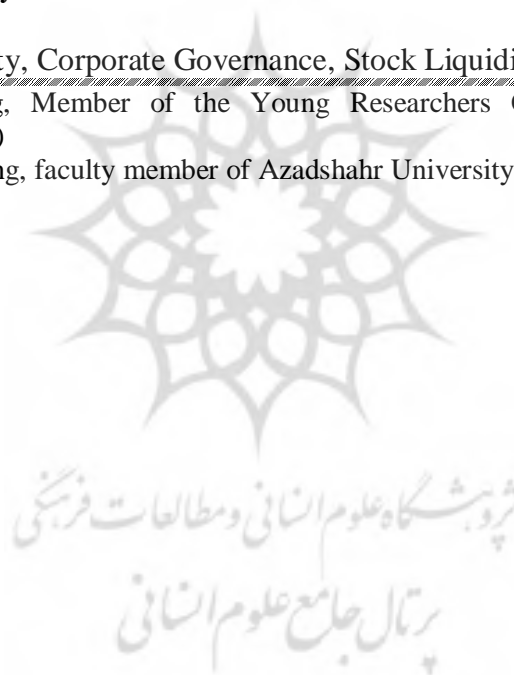 ty, Corporate Governance, Stock Liquidi
g, Member of the Young Researchers
)
ng, faculty member of Azadshahr University
پژوهشگاه علوم انسانی و مطالعات فرهنگی
پرتال جامع علوم انسانی